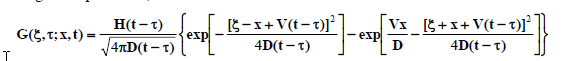 G(ξ, τ; x, t) = H(t − τ) / √(4πD(t − τ)) { exp[ − [ξ − x + V(t − τ)]² / 4D(t − τ) ] − exp[ Vx / D − [ξ + x + V(t − τ)]² / 4D(t − τ) ] }